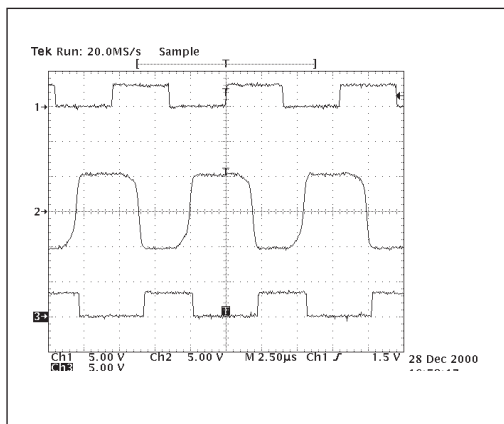 Tek Run: 20.0MS/s Sample
[ T ]
T
1→
T
2→
3→
T
Ch1 5.00 V Ch2 5.00 V M 2.50µs Ch1 ƒ 1.5 V
Ch3 5.00 V
28 Dec 2000